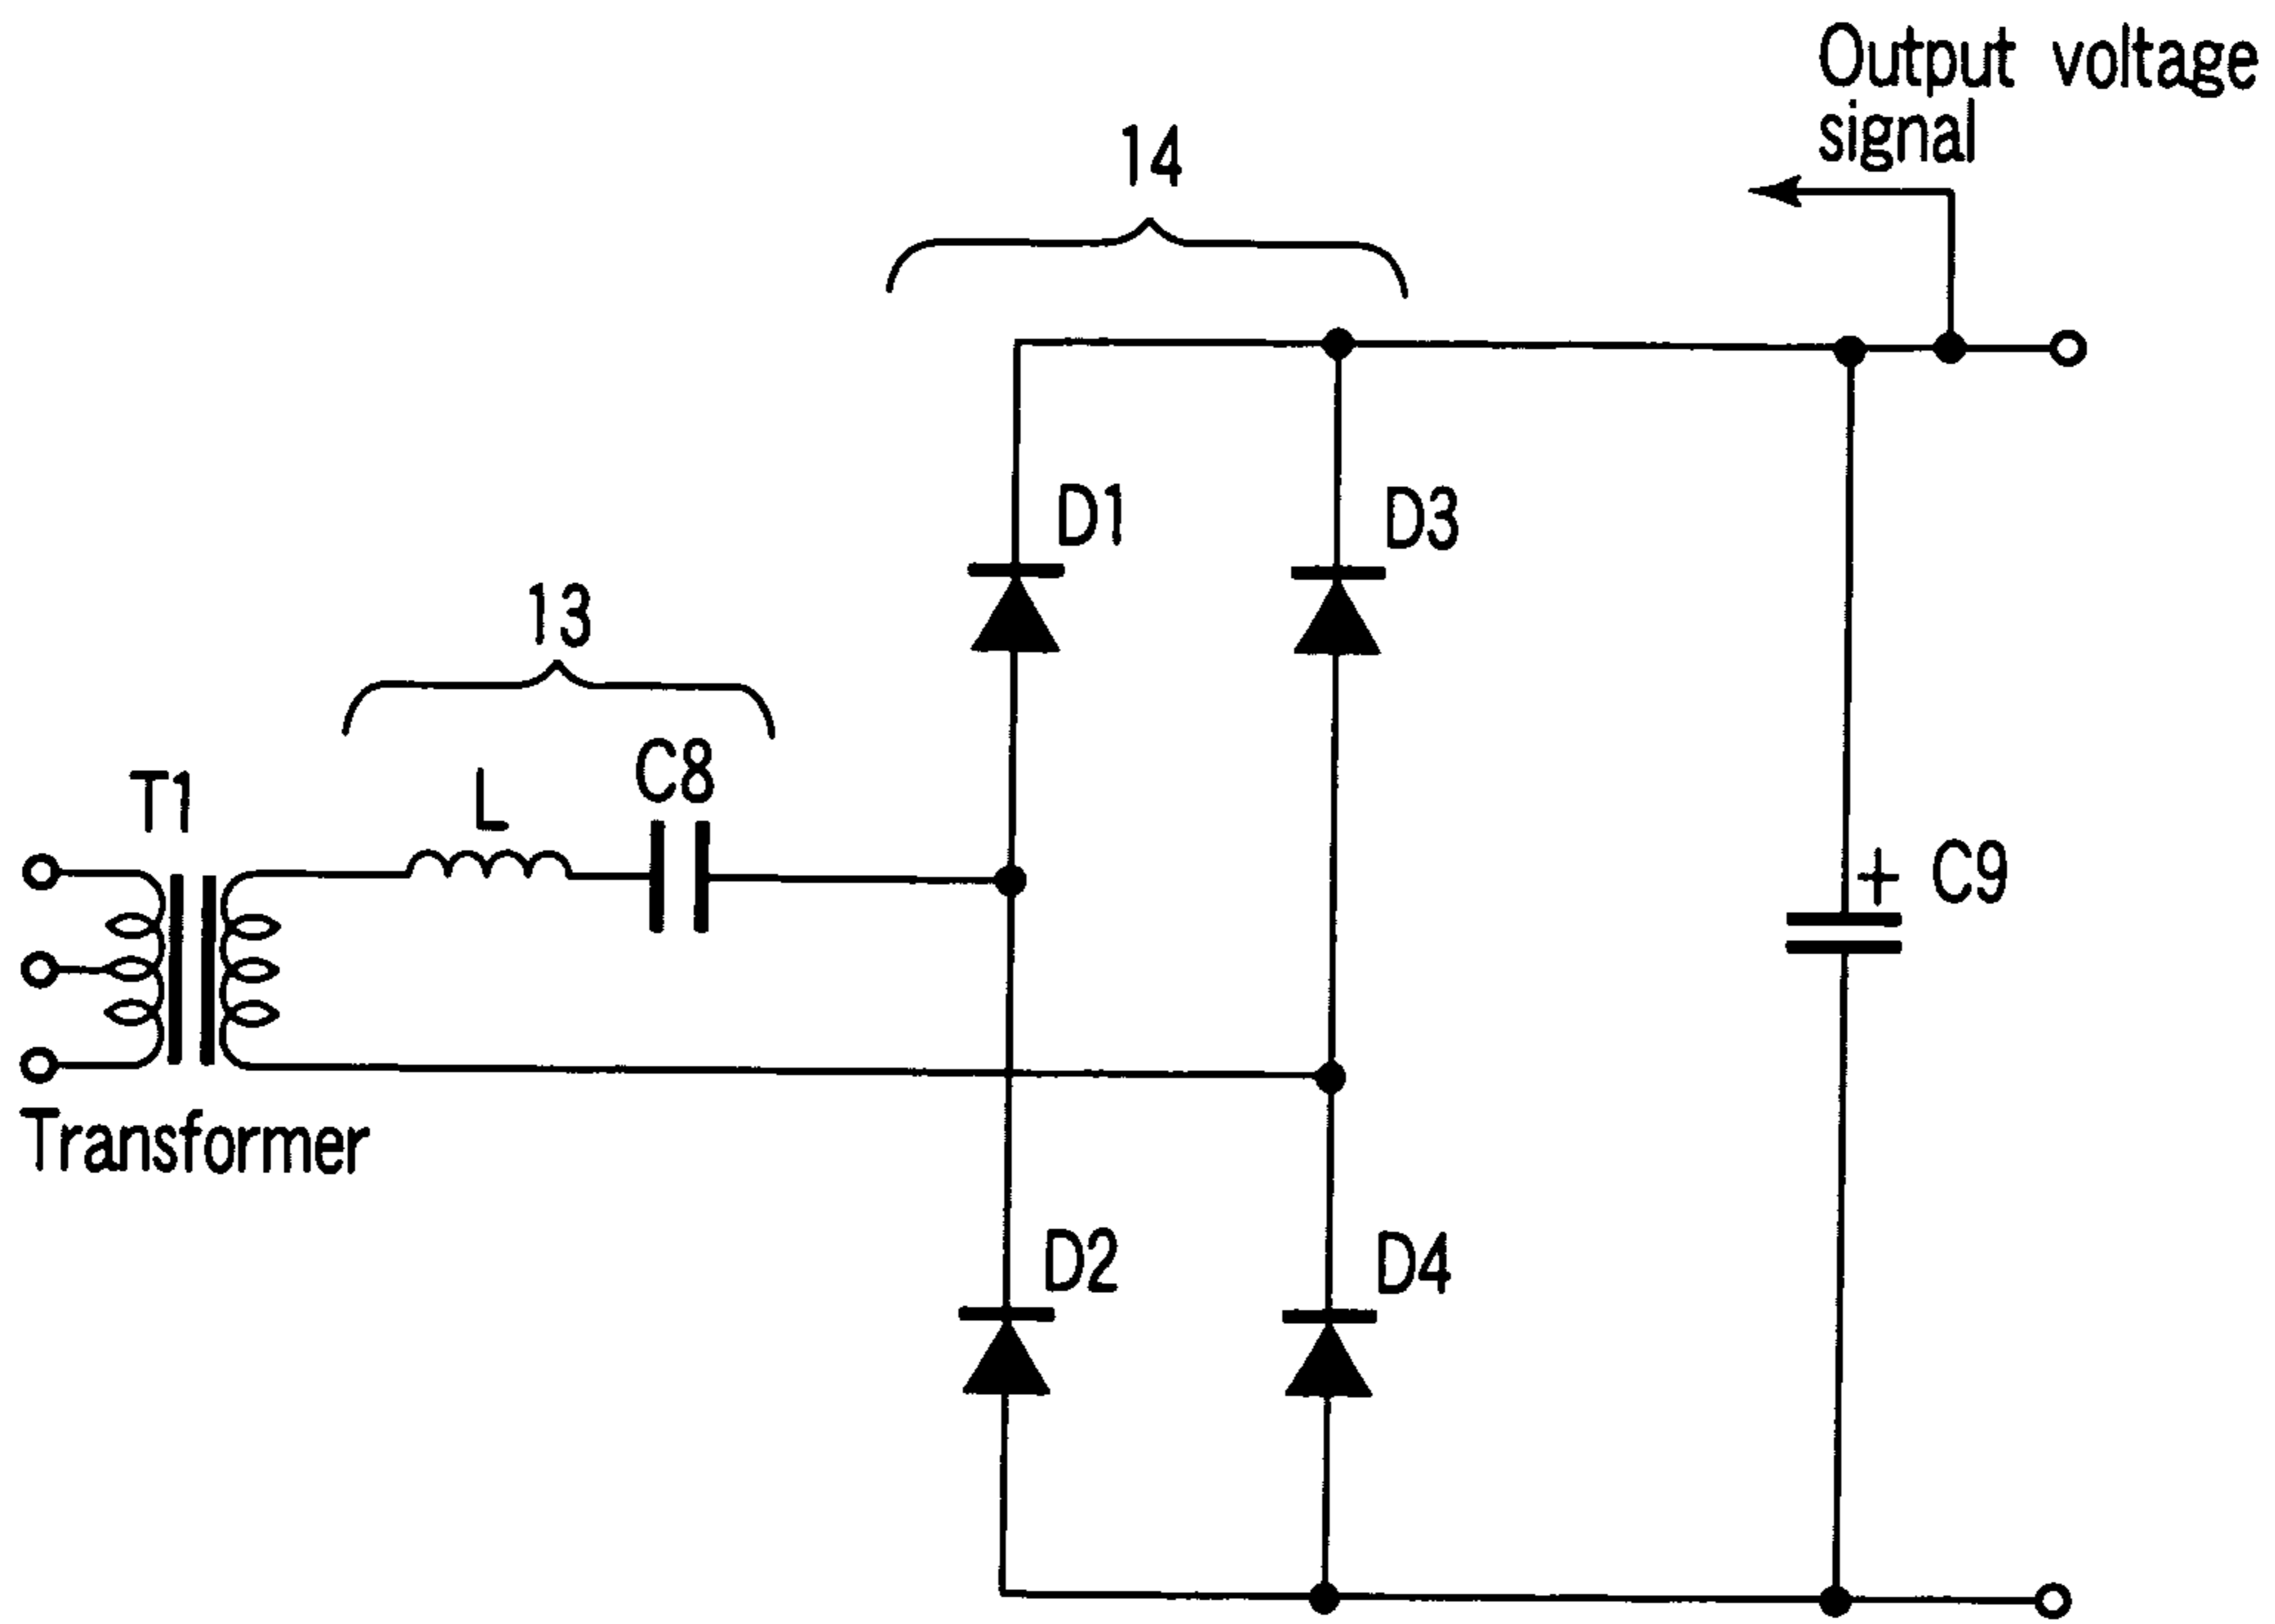 Output voltage
signal
14
D1
D3
13
L
C8
T1
+ C9
Transformer
D2
D4